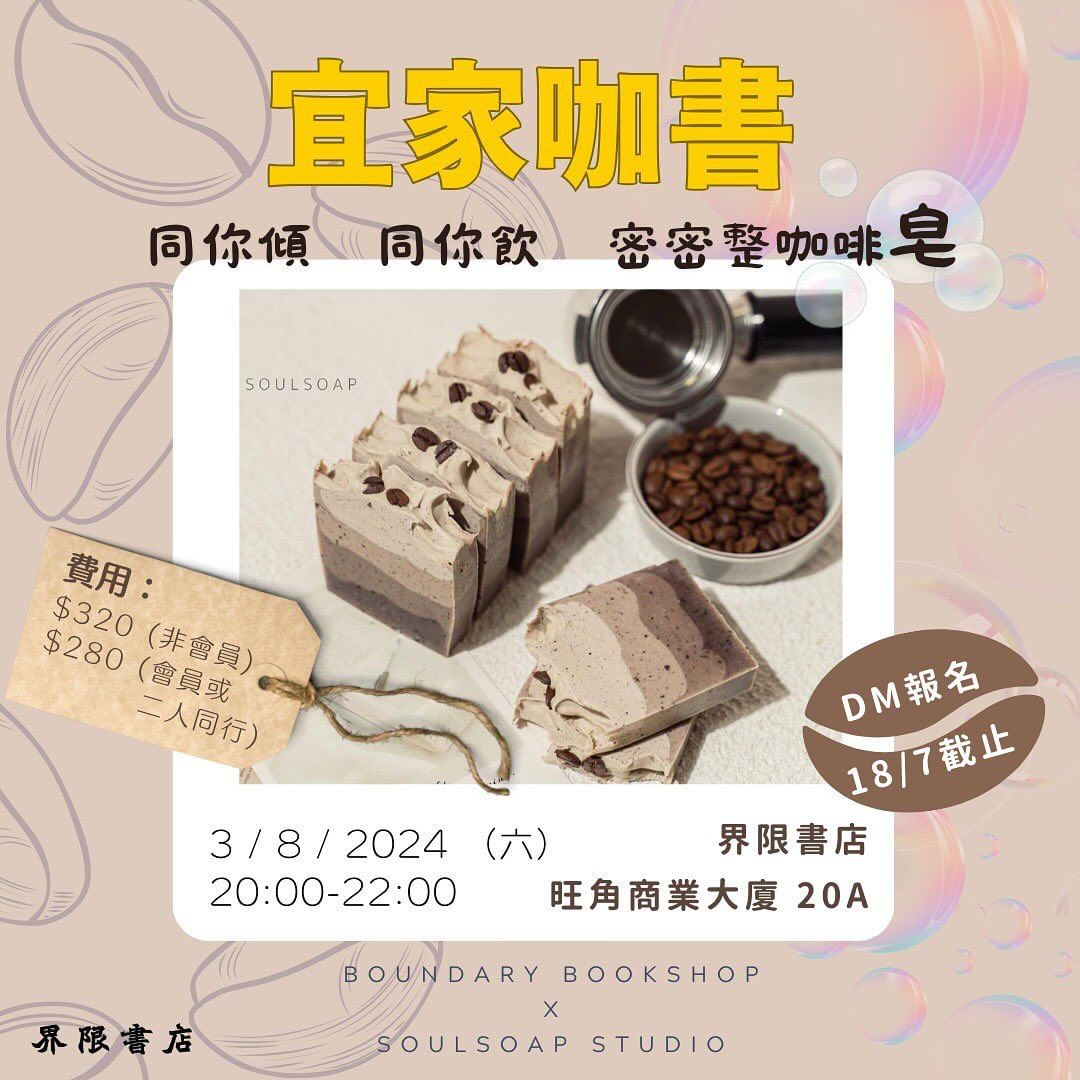 宜家咖書
同你傾 同你飲 密密整咖啡皂
SOULSOAP
費用：
$320 (非會員)
$280 (會員或
二人同行)
DM報名
18/7截止
3 / 8 / 2024 （六）
20:00-22:00
界限書店
旺角商業大廈 20A
BOUNDARY BOOKSHOP
X
SOULSOAP STUDIO
界限書店